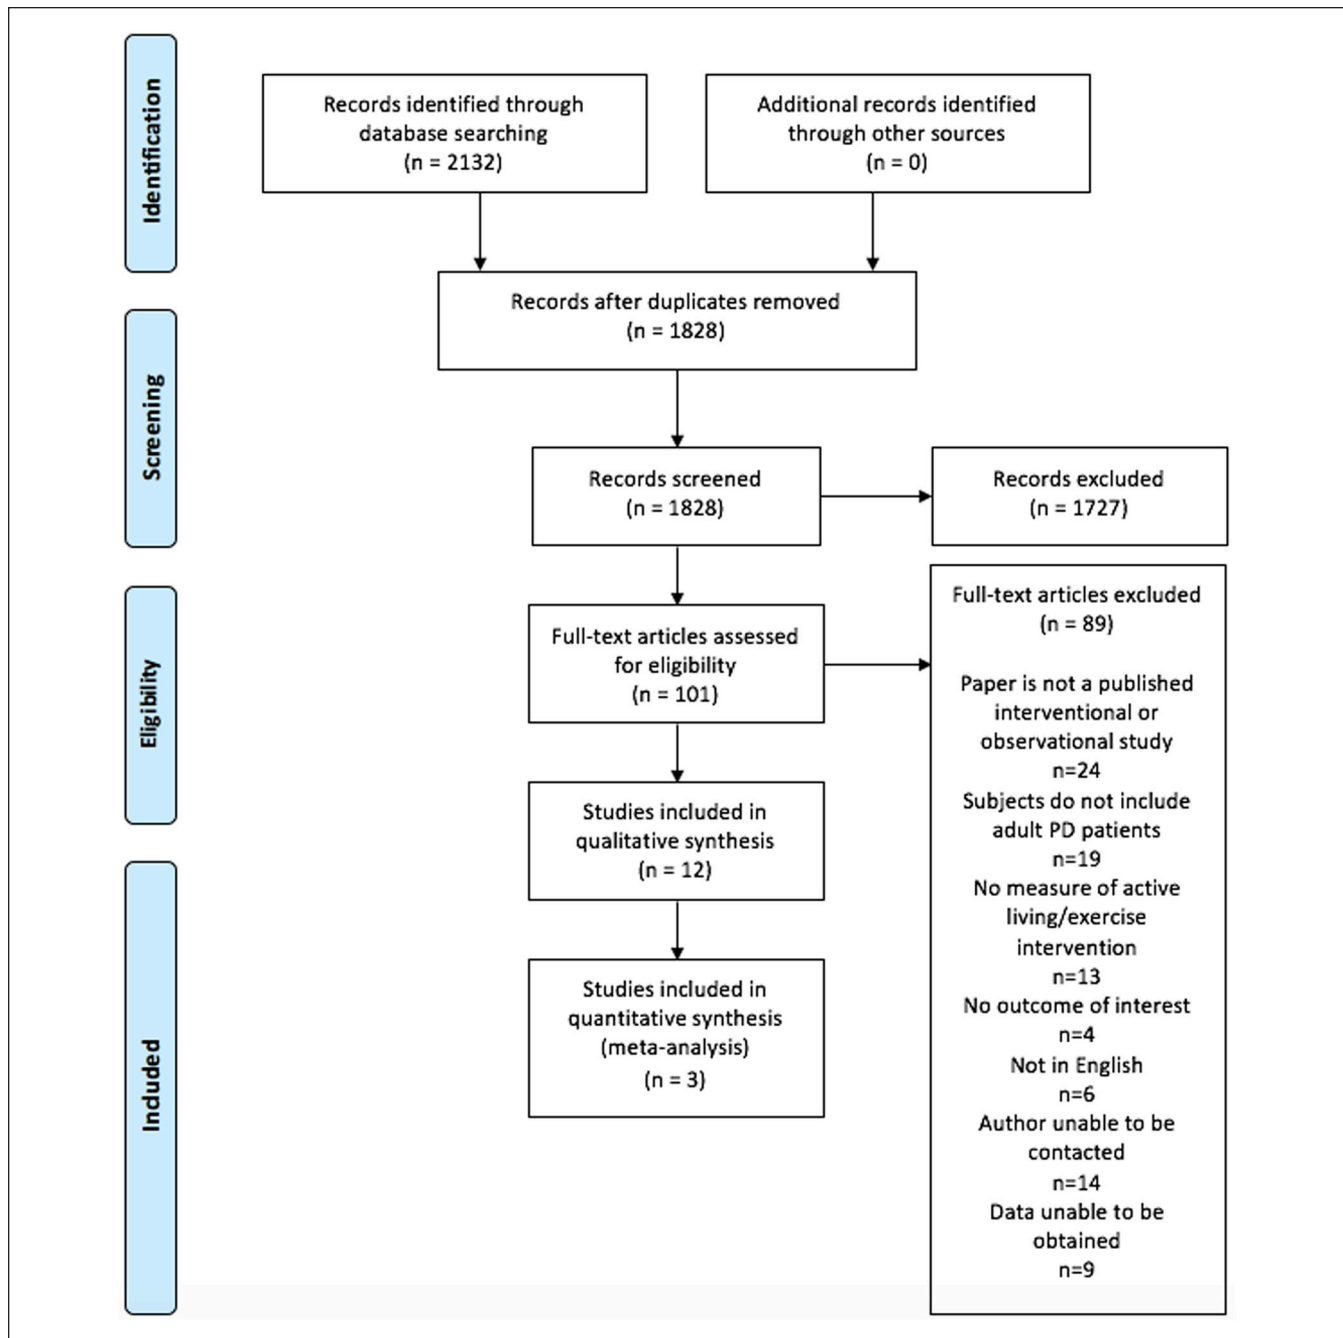 Identification
Records identified through
database searching
(n = 2132)
Additional records identified
through other sources
(n = 0)
Records after duplicates removed
(n = 1828)
Screening
Records screened
(n = 1828)
Records excluded
(n = 1727)
Eligibility
Full-text articles assessed
for eligibility
(n = 101)
Full-text articles excluded
(n = 89)
Paper is not a published
interventional or
observational study
n=24
Subjects do not include
adult PD patients
n=19
No measure of active
living/exercise
intervention
n=13
No outcome of interest
n=4
Not in English
n=6
Author unable to be
contacted
n=14
Data unable to be
obtained
n=9
Studies included in
qualitative synthesis
(n = 12)
Included
Studies included in
quantitative synthesis
(meta-analysis)
(n = 3)